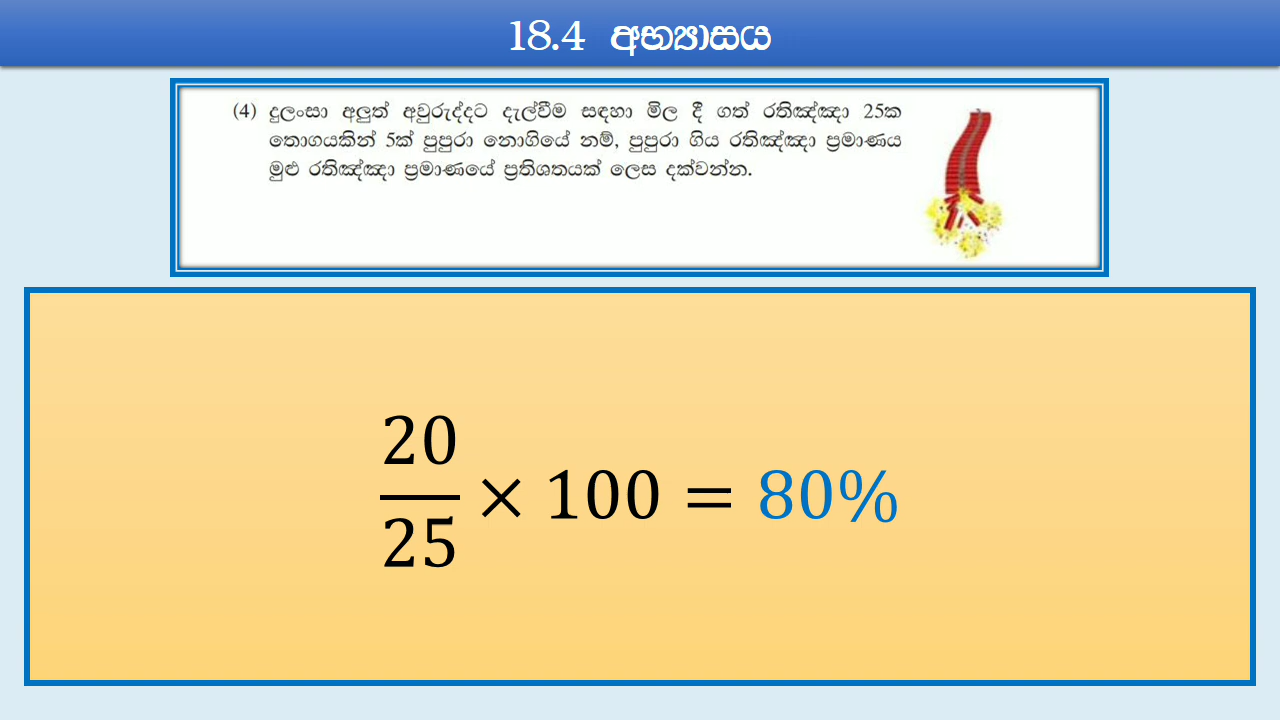 18.4 අභ්‍යාසය
(4) දුලංසා අලුත් අවුරුද්දට දැල්වීම සඳහා මිල දී ගත් රතිඤ්ඤා 25ක
තොගයකින් 5ක් පුපුරා නොගියේ නම්, පුපුරා ගිය රතිඤ්ඤා ප්‍රමාණය
මුළු රතිඤ්ඤා ප්‍රමාණයේ ප්‍රතිශතයක් ලෙස දක්වන්න.
20
25
× 100 = 80%